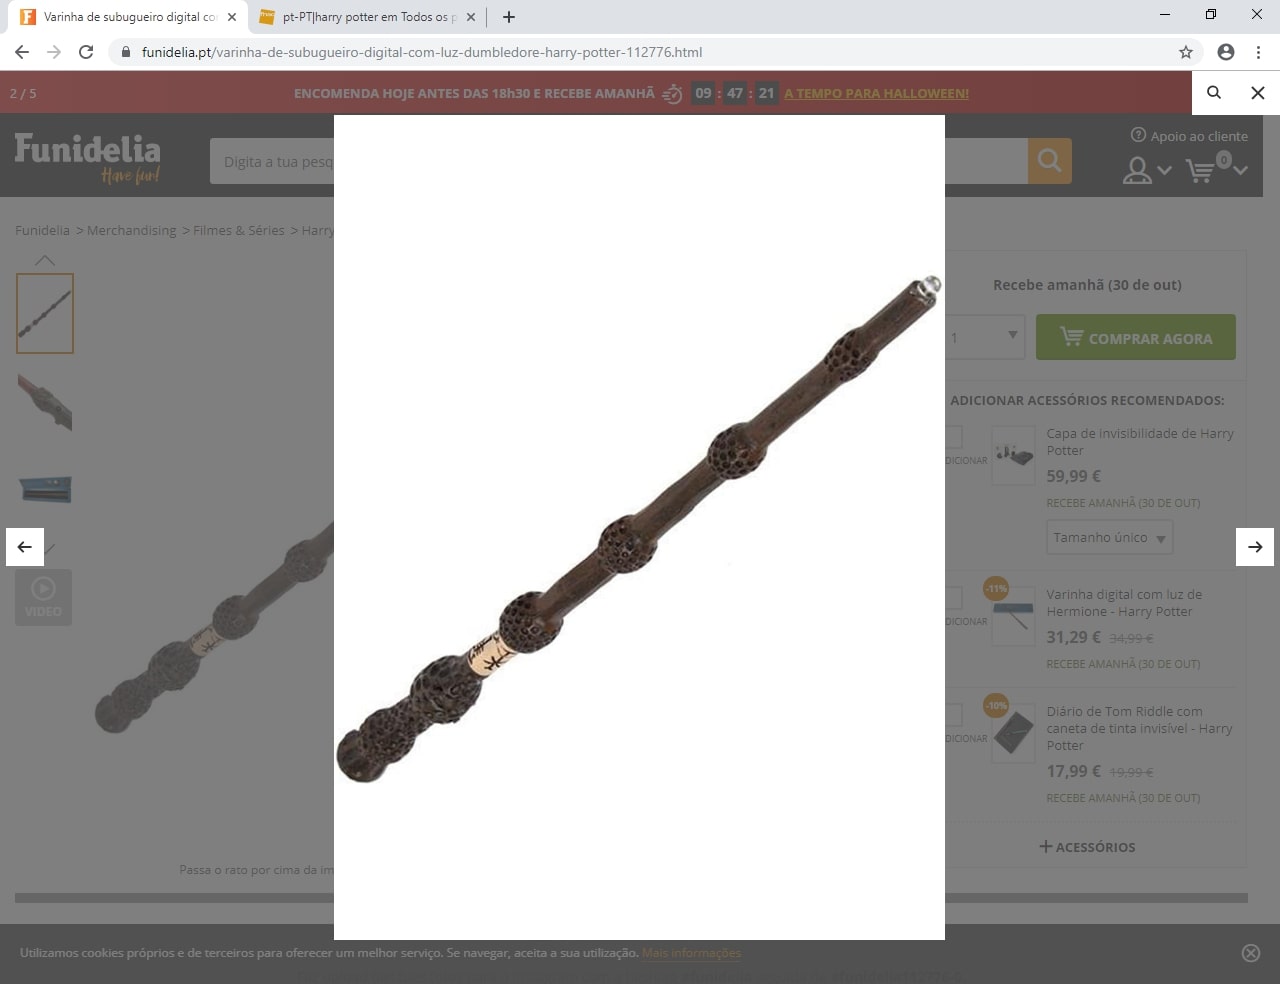 Varinha de subugueiro digital co
pt-PT|harry potter em Todos os p
funidelia.pt/varinha-de-subugueiro-digital-com-luz-dumbledore-harry-potter-112776.html
2 / 5
ENCOMENDA HOJE ANTES DAS 18h30 E RECEBE AMANHÃ 09 : 47 : 21 A TEMPO PARA HALLOWEEN!
Funidelia
Have fun!
Digita a tua pesq
Apoio ao cliente
0
Funidelia > Merchandising > Filmes & Séries > Harry
VIDEO
Passa o rato por cima da im
Recebe amanhã (30 de out)
1
COMPRAR AGORA
ADICIONAR ACESSÓRIOS RECOMENDADOS:
DICIONAR
Capa de invisibilidade de Harry
Potter
59,99 €
RECEBE AMANHÃ (30 DE OUT)
Tamanho único
-11%
DICIONAR
Varinha digital com luz de
Hermione - Harry Potter
31,29 € 34,99 €
RECEBE AMANHÃ (30 DE OUT)
-10%
DICIONAR
Diário de Tom Riddle com
caneta de tinta invisível - Harry
Potter
17,99 € 19,99 €
RECEBE AMANHÃ (30 DE OUT)
+ ACESSÓRIOS
Utilizamos cookies próprios e de terceiros para oferecer um melhor serviço. Se navegar, aceita a sua utilização. Mais informações